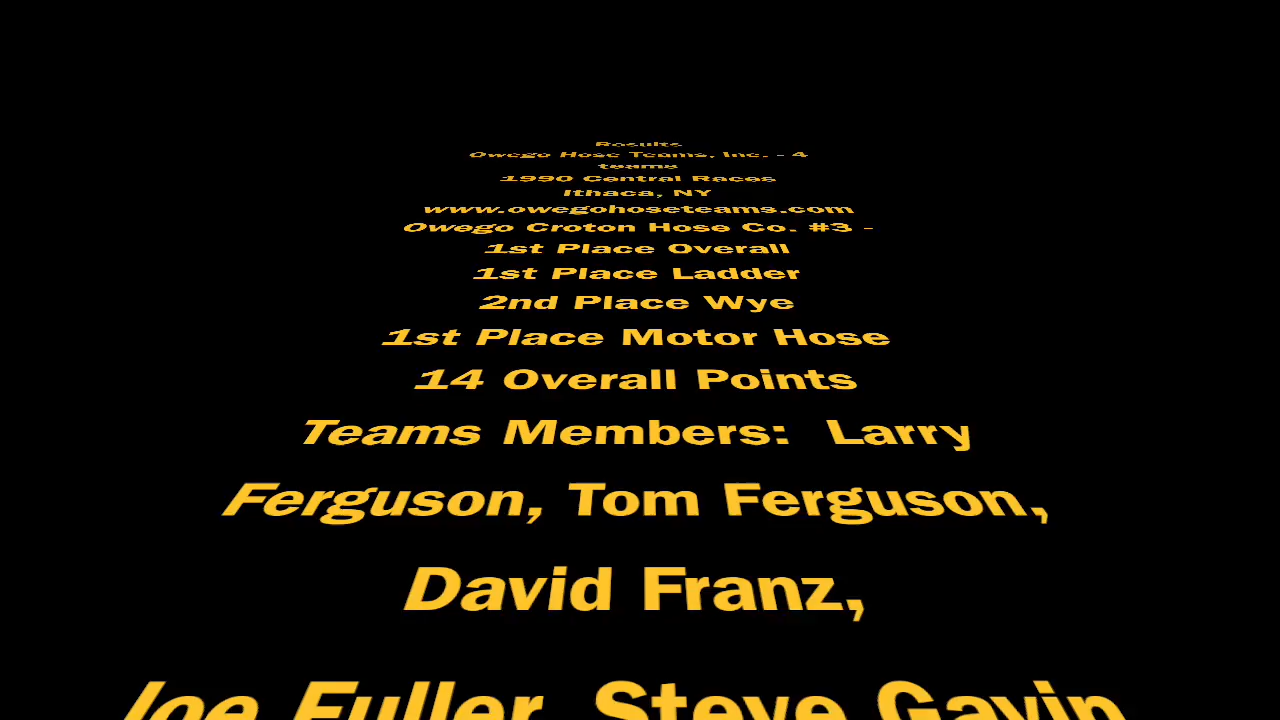 Results
Owego Hose Teams, Inc. - 4
teams
1990 Central Races
Ithaca, NY
www.owegohoseteams.com
Owego Croton Hose Co. #3 -
1st Place Overall
1st Place Ladder
2nd Place Wye
1st Place Motor Hose
14 Overall Points
Teams Members:  Larry
Ferguson, Tom Ferguson,
David Franz,
Joe Fuller, Steve Gavin,